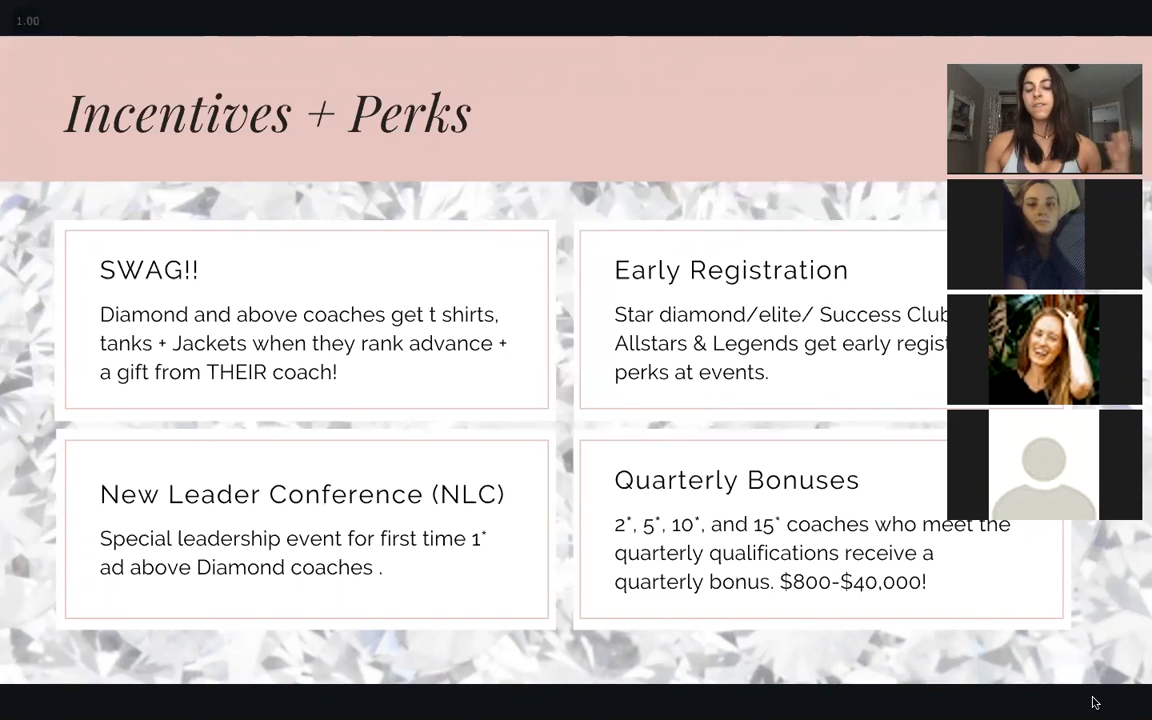 1.00
Incentives + Perks
SWAG!!
Diamond and above coaches get t shirts,
tanks + Jackets when they rank advance +
a gift from THEIR coach!
Early Registration
Star diamond/elite/ Success Club
Allstars & Legends get early
perks at events.
New Leader Conference (NLC)
Special leadership event for first time 1*
ad above Diamond coaches .
Quarterly Bonuses
2*, 5*, 10*, and 15* coaches who meet the
quarterly qualifications receive a
quarterly bonus. $800-$40,000!